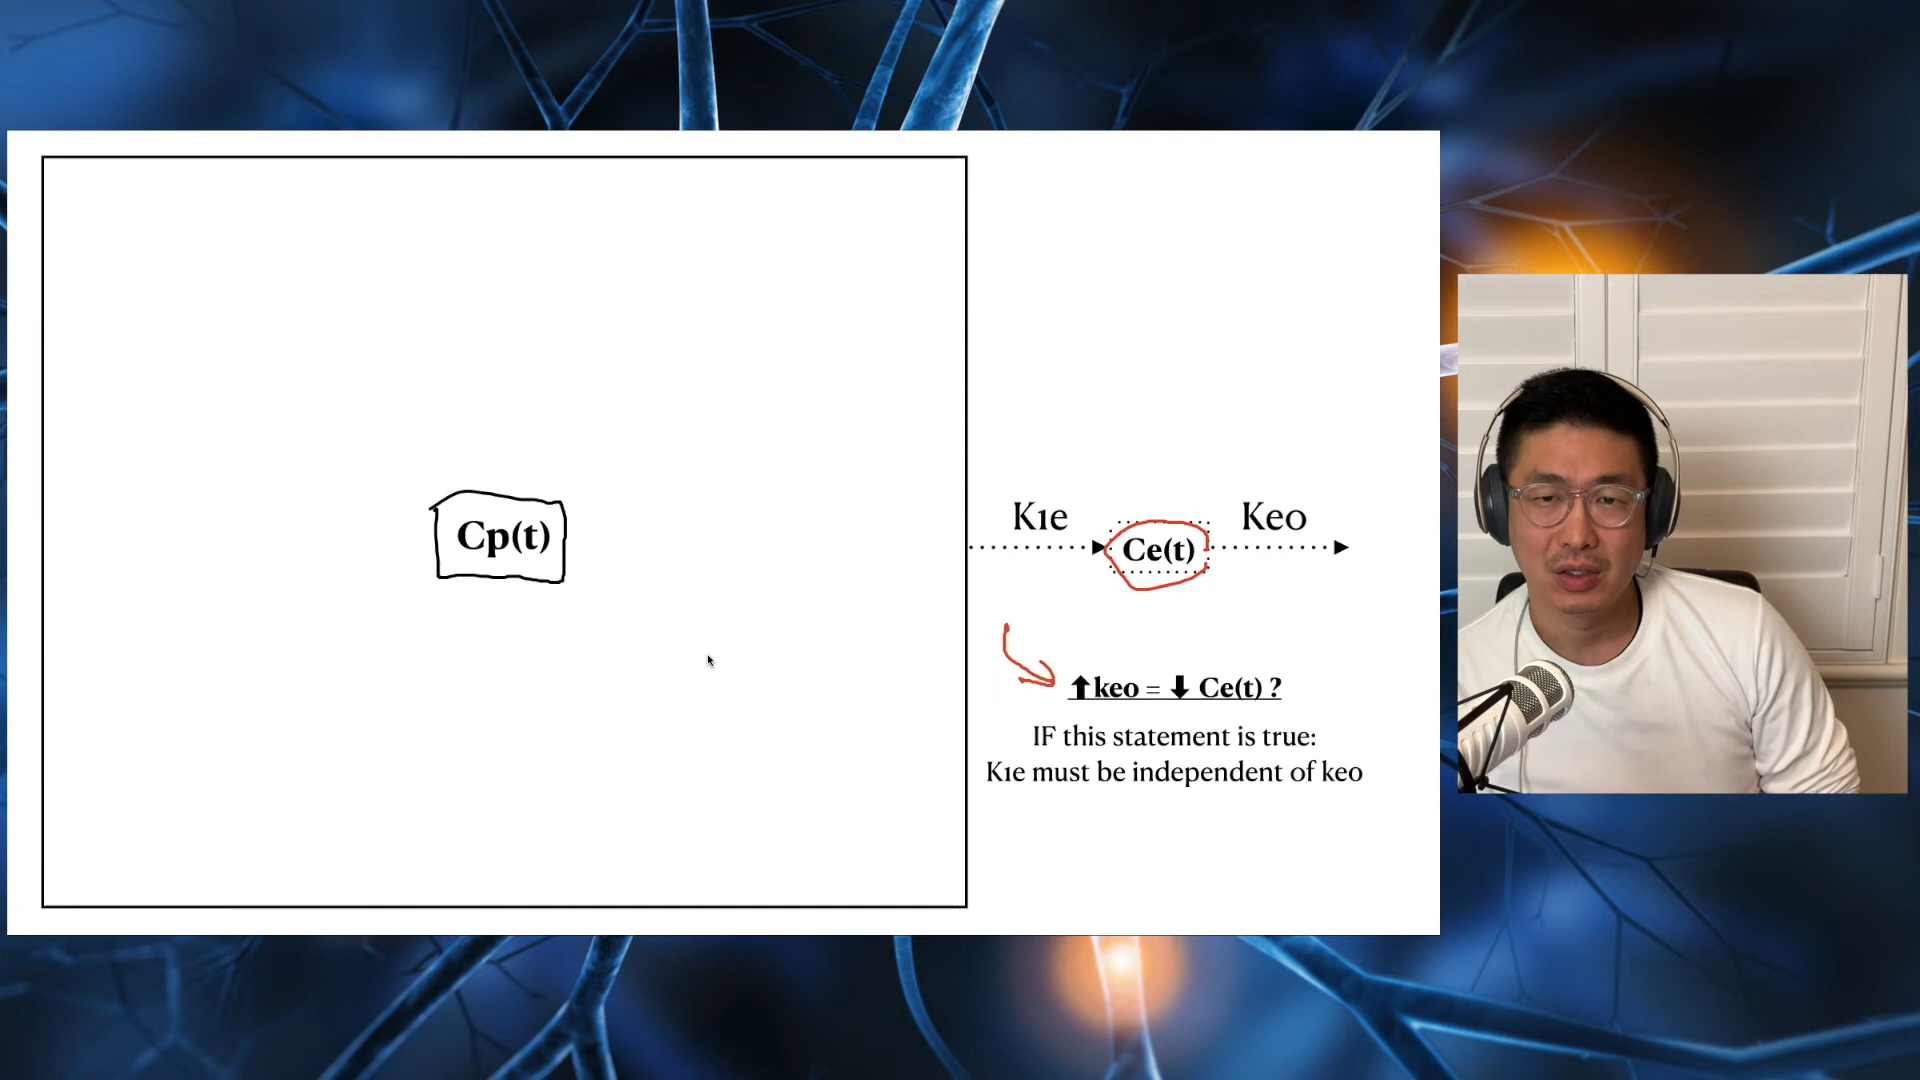 Cp(t)
K1e
Ce(t)
Keo
⬆keo = ⬇ Ce(t) ?
IF this statement is true:
K1e must be independent of keo